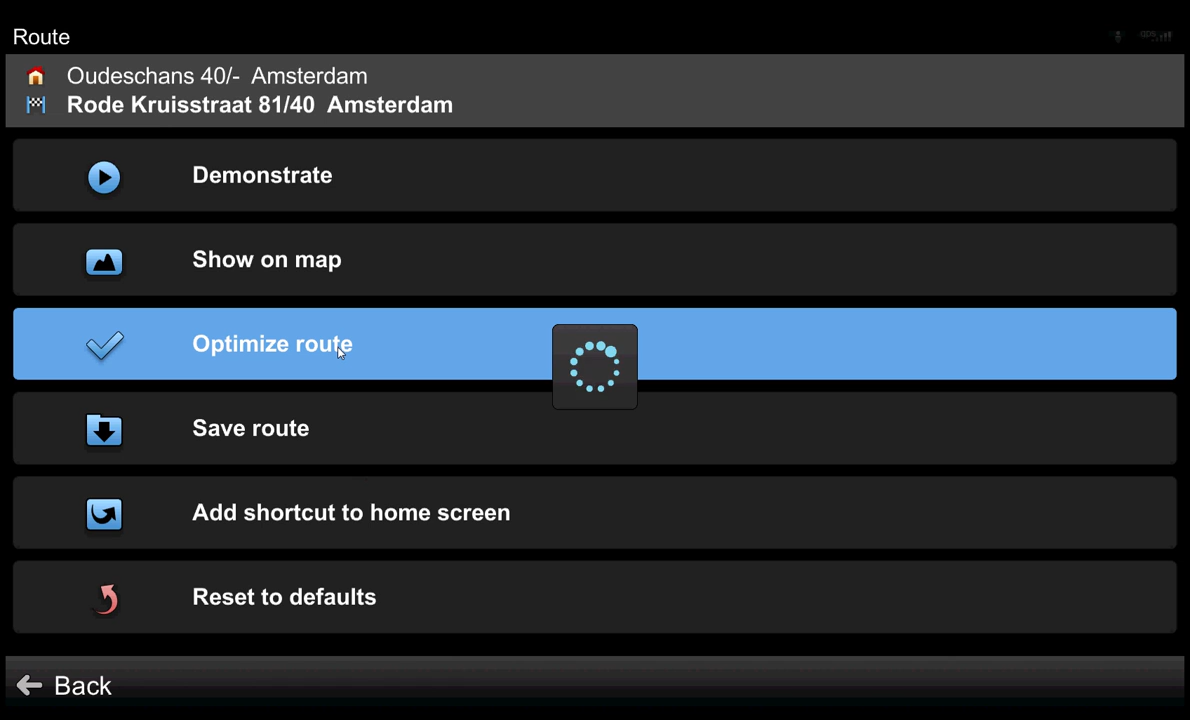 Route
GPS
Oudeschans 40/- Amsterdam
Rode Kruisstraat 81/40 Amsterdam
Demonstrate
Show on map
Optimize route
Save route
Add shortcut to home screen
Reset to defaults
Back